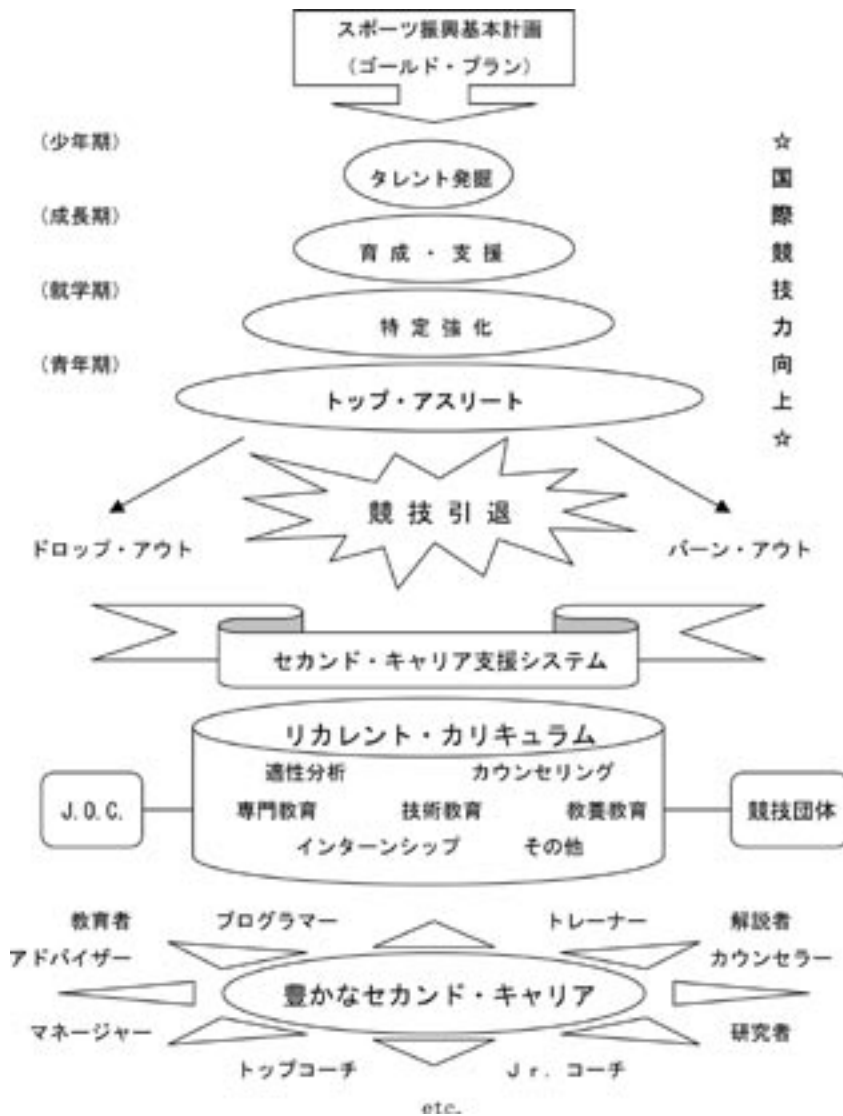 スポーツ振興基本計画
(ゴールド・プラン)
(少年期)
タレント発掘
(成長期)
育成・支援
(就学期)
特定強化
(青年期)
トップ・アスリート
☆国際競技力向上☆
競技引退
ドロップ・アウト
バーン・アウト
セカンド・キャリア支援システム
リカレント・カリキュラム
適性分析 カウンセリング
J.O.C.
専門教育 技術教育 教養教育
競技団体
インターンシップ その他
教育者 プログラマー トレーナー 解説者
アドバイザー カウンセラー
豊かなセカンド・キャリア
マネージャー 研究者
トップコーチ Jr.コーチ
etc.